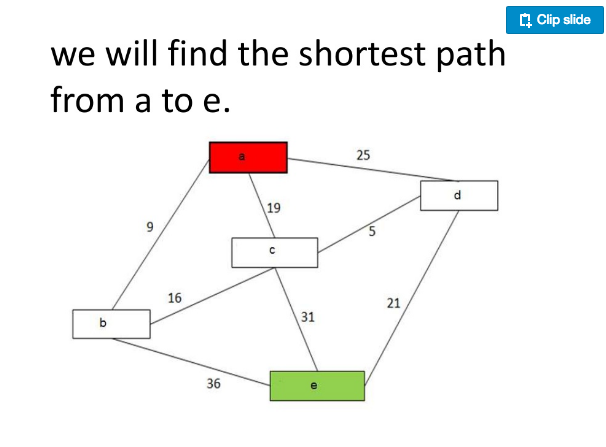 Clip slide
we will find the shortest path
from a to e.
a
25
d
19
9
5
c
16
21
31
b
36
e